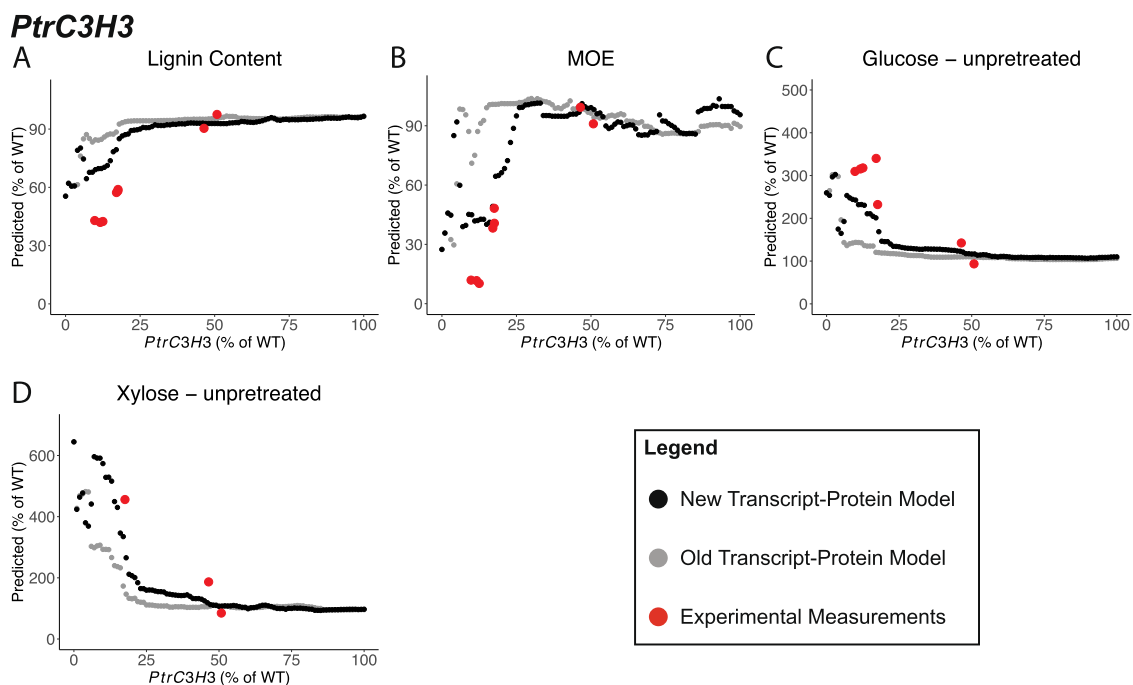 PtrC3H3
A
Lignin Content
Predicted (% of WT)
90
60
30
0
0 25 50 75 100
PtrC3H3 (% of WT)
B
MOE
Predicted (% of WT)
90
60
30
0
0 25 50 75 100
PtrC3H3 (% of WT)
C
Glucose − unpretreated
Predicted (% of WT)
500
400
300
200
100
0
0 25 50 75 100
PtrC3H3 (% of WT)
D
Xylose − unpretreated
Predicted (% of WT)
600
400
200
0
0 25 50 75 100
PtrC3H3 (% of WT)
Legend
New Transcript-Protein Model
Old Transcript-Protein Model
Experimental Measurements